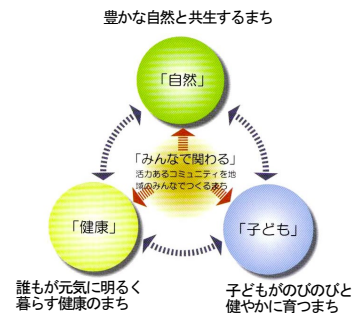 豊かな自然と共生するまち
「自然」
「みんなで関わる」
活力あるコミュニティを地
域のみんなでつくるまち
「健康」
「子ども」
誰もが元気に明るく
暮らす健康のまち
子どもがのびのびと
健やかに育つまち